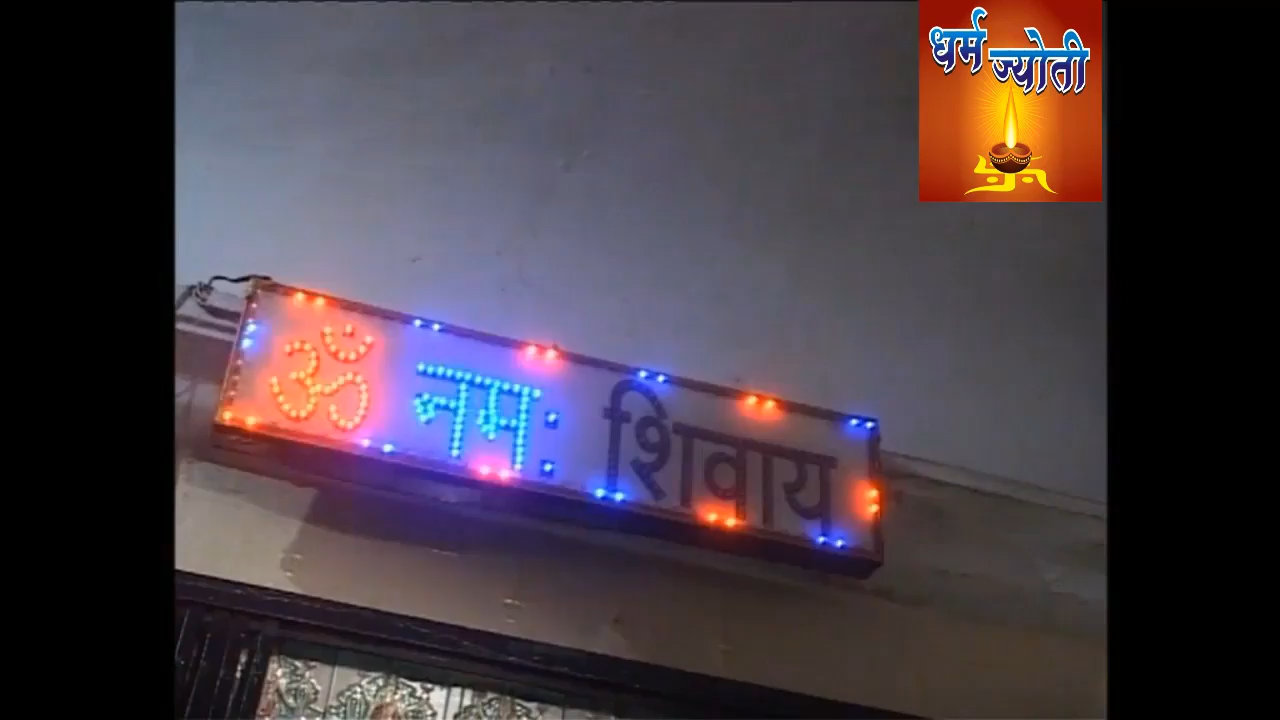 धर्म
ज्योती
ॐ नमः शिवाय